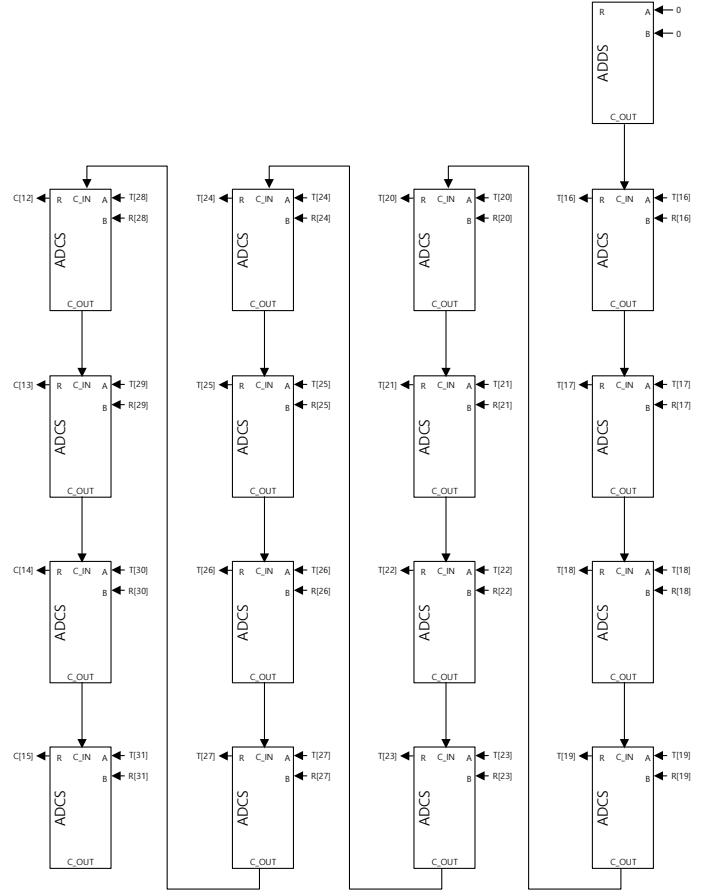 R A 0
B 0
ADDS
C_OUT
C[12] R C_IN A T[28] T[24] R C_IN A T[24] T[20] R C_IN A T[20] T[16] R C_IN A T[16]
B R[28] B R[24] B R[20] B R[16]
ADCS ADCS ADCS ADCS
C_OUT C_OUT C_OUT C_OUT
C[13] R C_IN A T[29] T[25] R C_IN A T[25] T[21] R C_IN A T[21] T[17] R C_IN A T[17]
B R[29] B R[25] B R[21] B R[17]
ADCS ADCS ADCS ADCS
C_OUT C_OUT C_OUT C_OUT
C[14] R C_IN A T[30] T[26] R C_IN A T[26] T[22] R C_IN A T[22] T[18] R C_IN A T[18]
B R[30] B R[26] B R[22] B R[18]
ADCS ADCS ADCS ADCS
C_OUT C_OUT C_OUT C_OUT
C[15] R C_IN A T[31] T[27] R C_IN A T[27] T[23] R C_IN A T[23] T[19] R C_IN A T[19]
B R[31] B R[27] B R[23] B R[19]
ADCS ADCS ADCS ADCS
C_OUT C_OUT C_OUT C_OUT